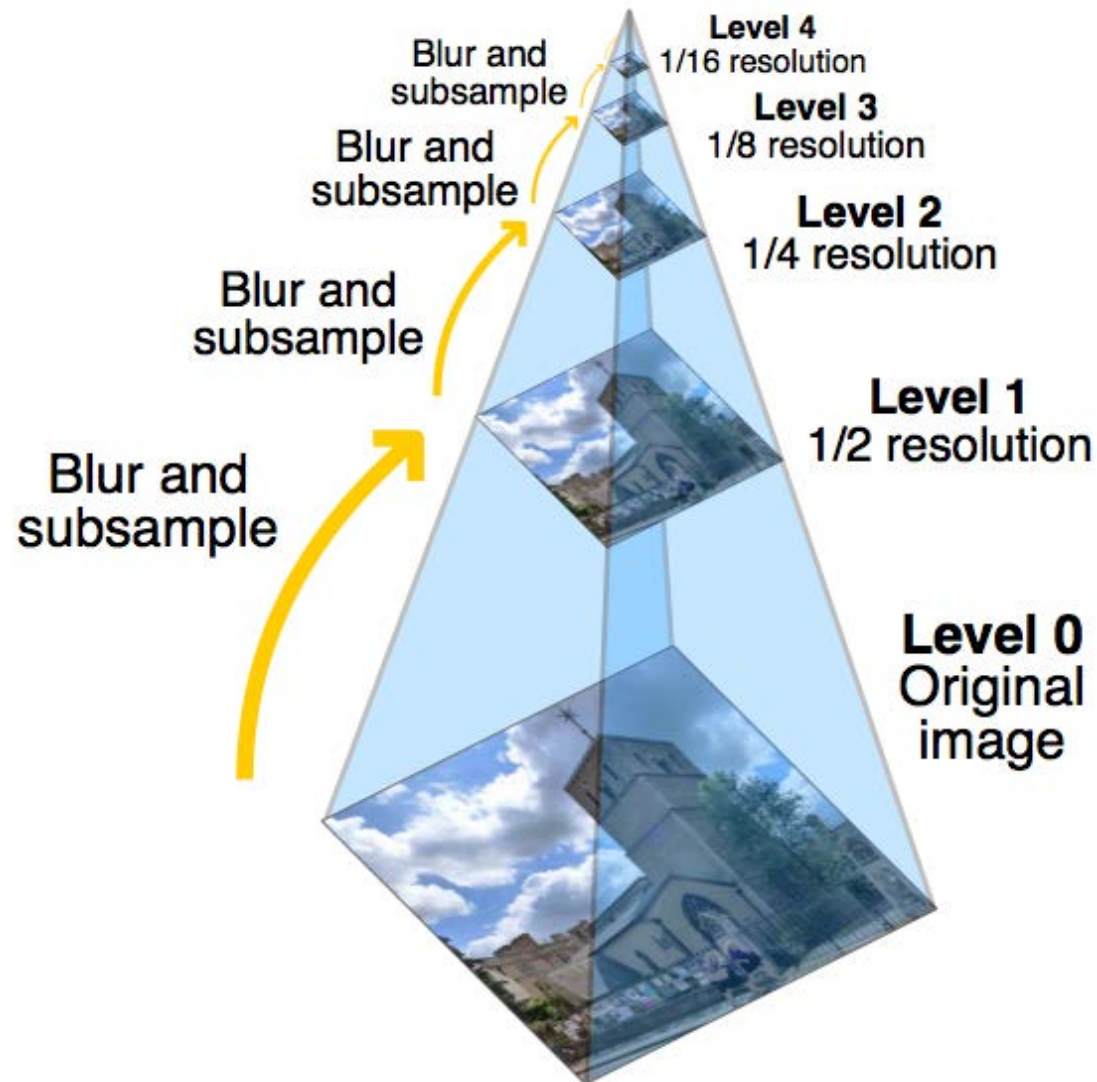 Level 4
1/16 resolution
Blur and
subsample
Level 3
1/8 resolution
Blur and
subsample
Level 2
1/4 resolution
Blur and
subsample
Level 1
1/2 resolution
Blur and
subsample
Level 0
Original
image